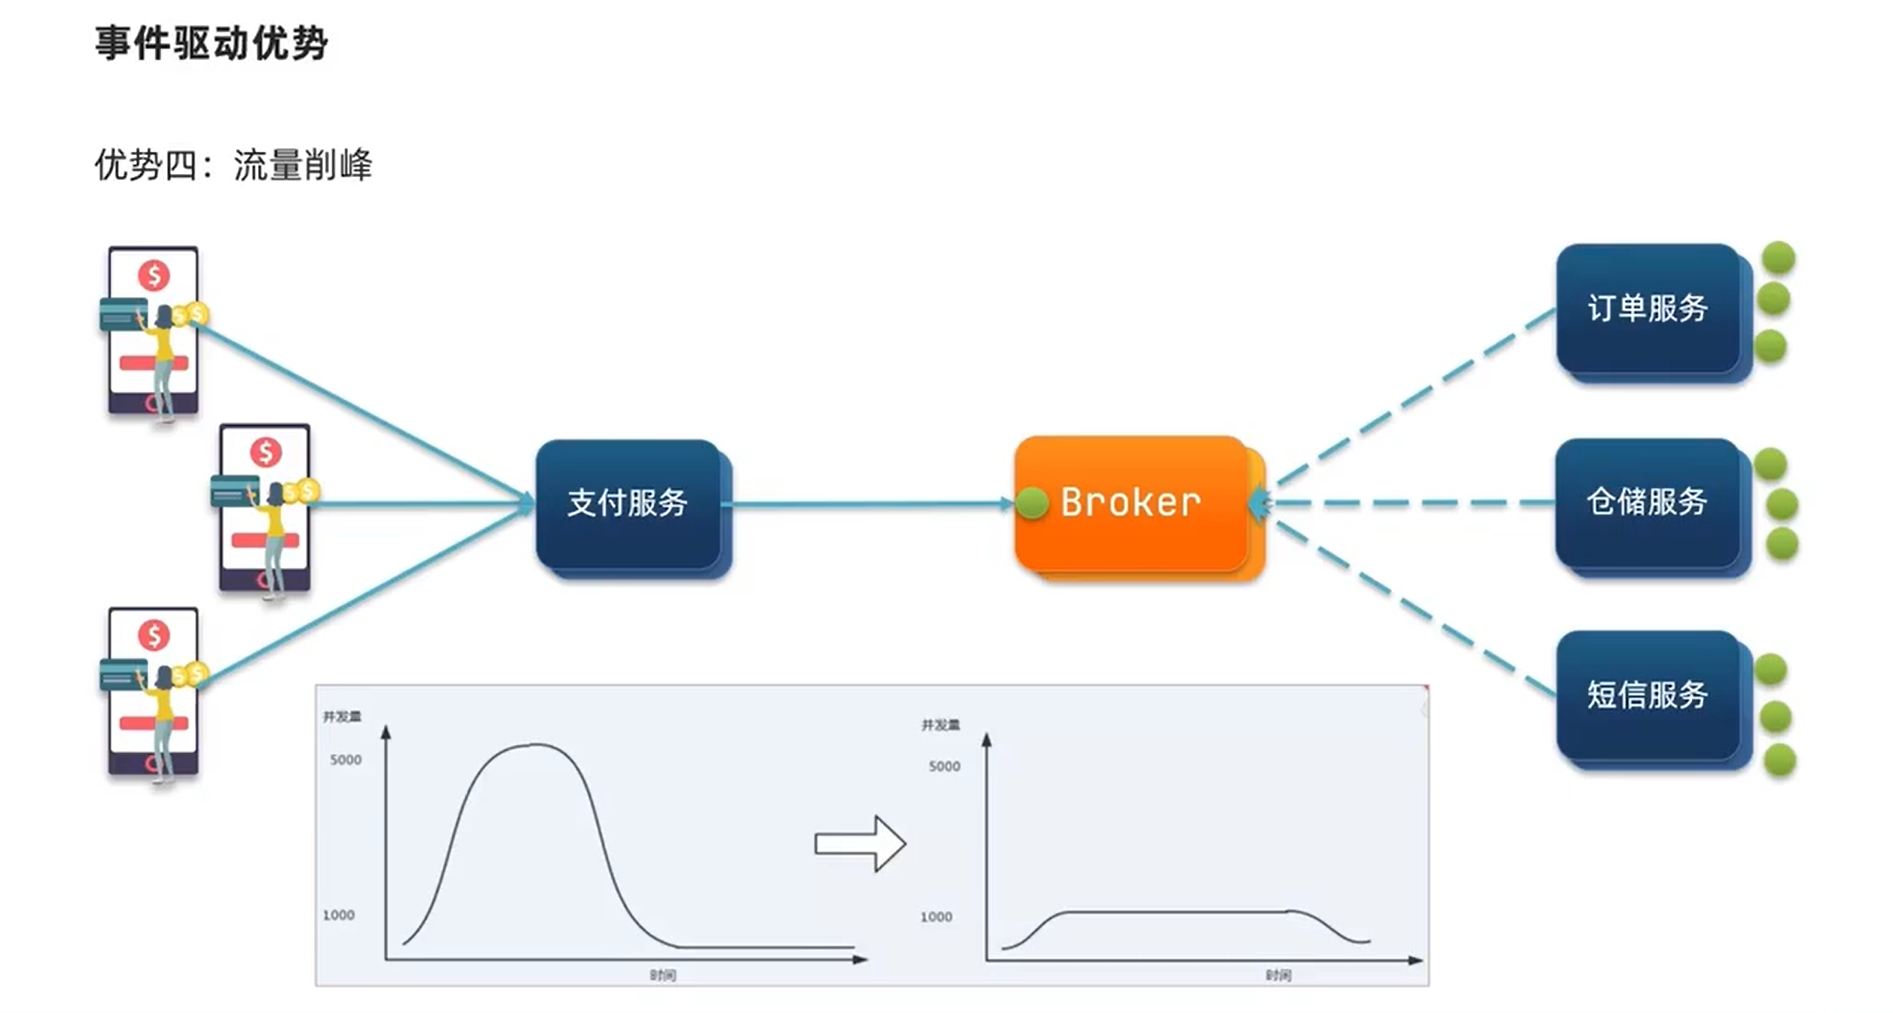 事件驱动优势
优势四：流量削峰
订单服务
支付服务
Broker
仓储服务
短信服务
并发量
5000
1000
时间
并发量
5000
1000
时间